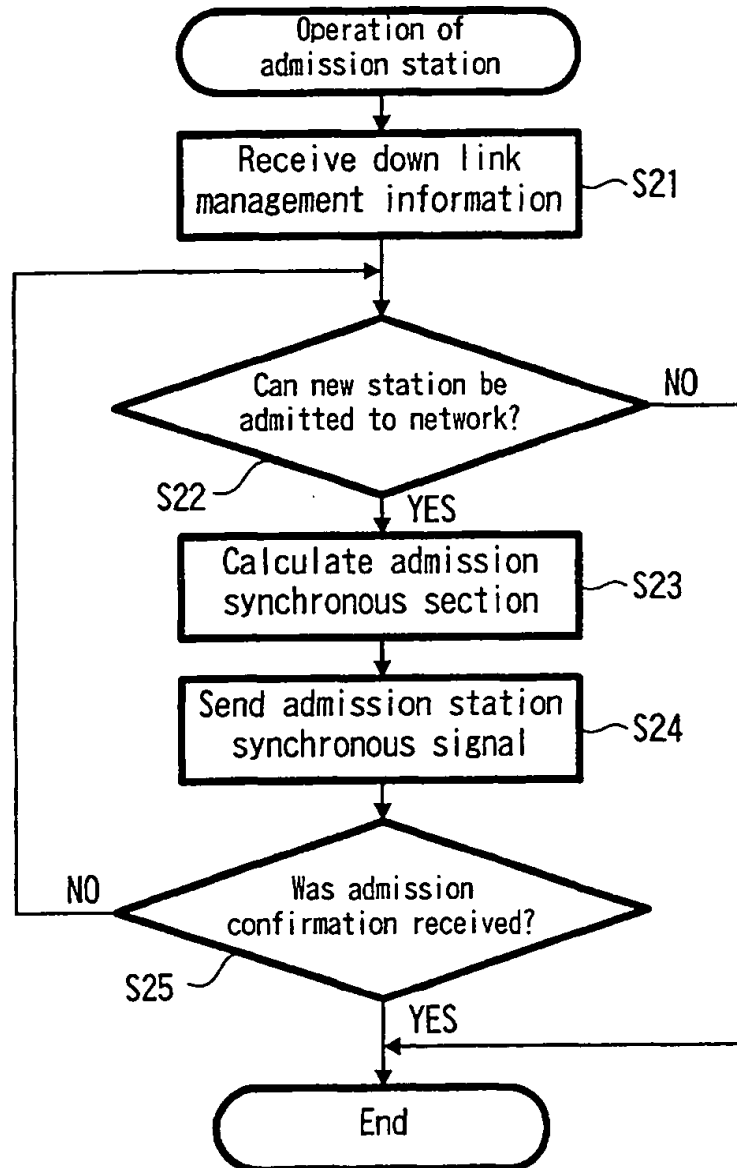 Operation of
admission station
Receive down link
management information
S21
Can new station be
admitted to network?
NO
S22
YES
Calculate admission
synchronous section
S23
Send admission station
synchronous signal
S24
NO
Was admission
confirmation received?
S25
YES
End